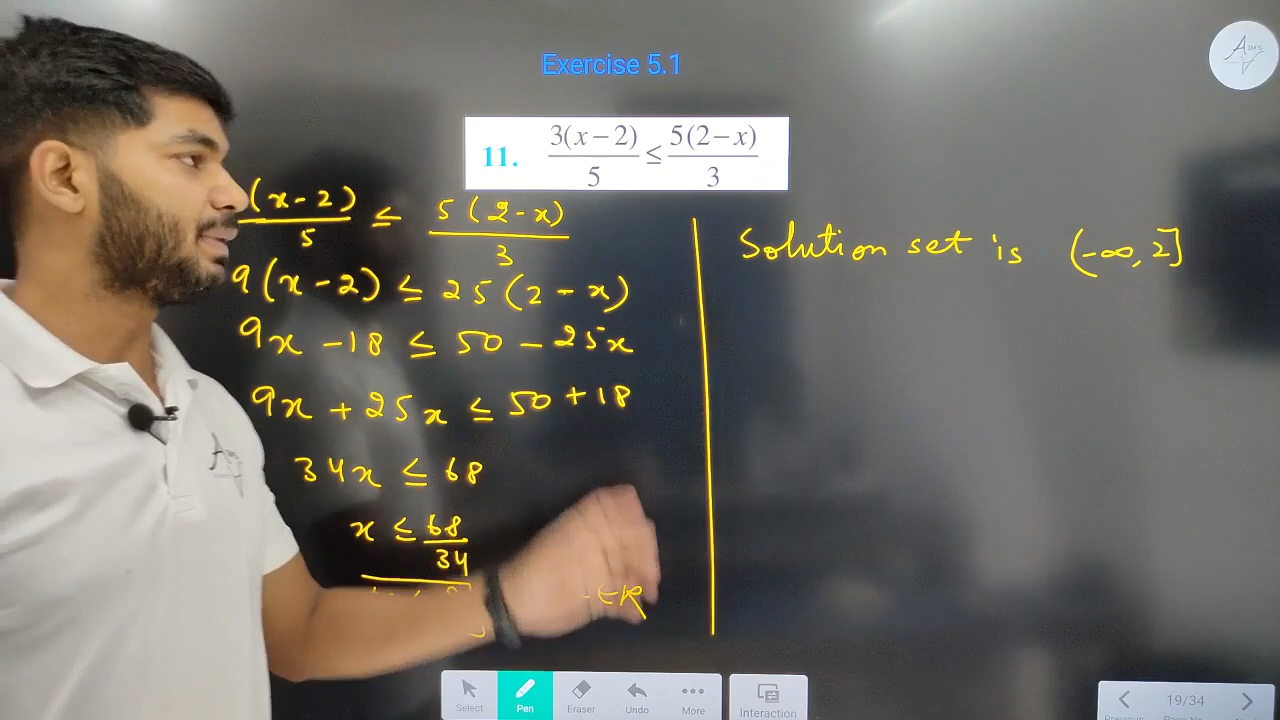 Exercise 5.1
11. 3(x-2)/5 ≤ 5(2-x)/3
(x-2)/5 ≤ 5(2-x)/3
9(x-2) ≤ 25(2-x)
9x -18 ≤ 50 - 25x
9x + 25x ≤ 50 + 18
34x ≤ 68
x ≤ 68/34
∈R
Solution set is (-∞, 2]
Select Pen Eraser Undo More Interaction
19/34
AIM'S